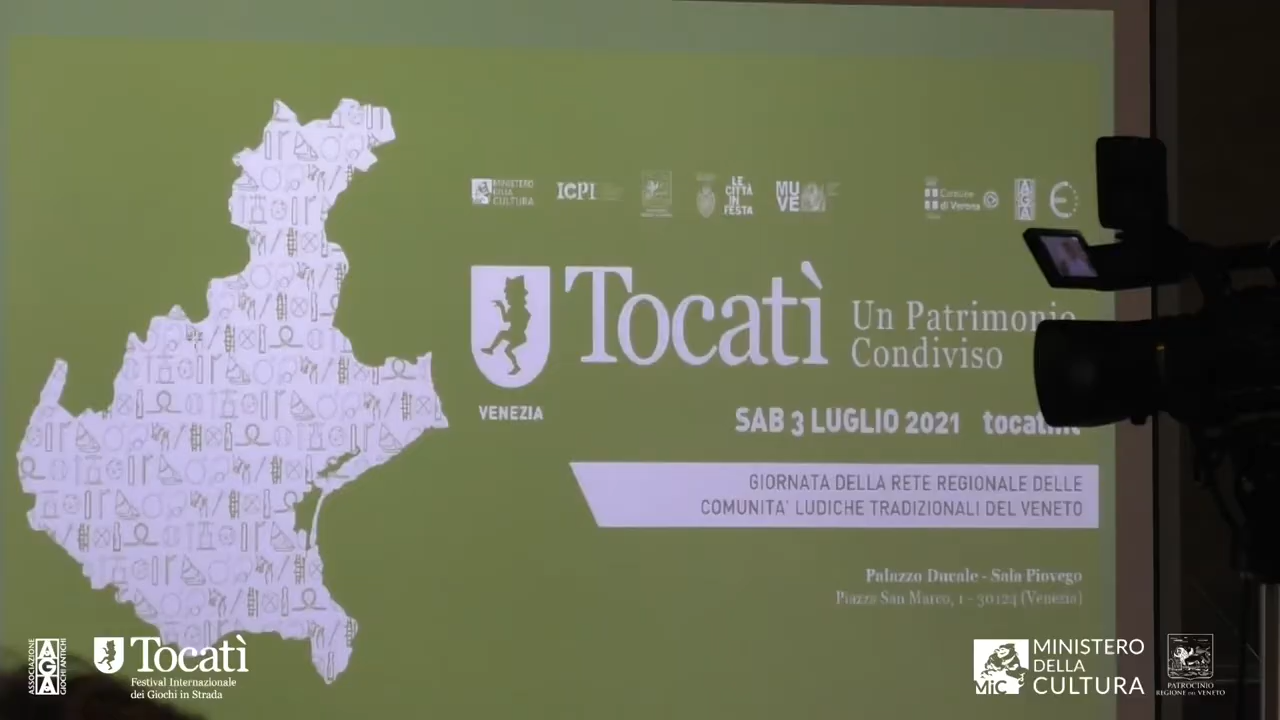 MINISTERO
DELLA
CULTURA
ICPI
LE
CITTÀ
IN
FESTA
MU
VE
Comune
di Verona
AGA
Tocatì
Un Patrimonio
Condiviso
VENEZIA
SAB 3 LUGLIO 2021
GIORNATA DELLA RETE REGIONALE DELLE
COMUNITA' LUDICHE TRADIZIONALI DEL VENETO
Palazzo Ducale - Sala Piovego
Piazza San Marco, 1 - 30124 (Venezia)
ASSOCIAZIONE
AGA
GIOCHI ANTICHI
Tocatì
Festival Internazionale
dei Giochi in Strada
MiC
MINISTERO
DELLA
CULTURA
PATROCINIO
REGIONE DEL VENETO